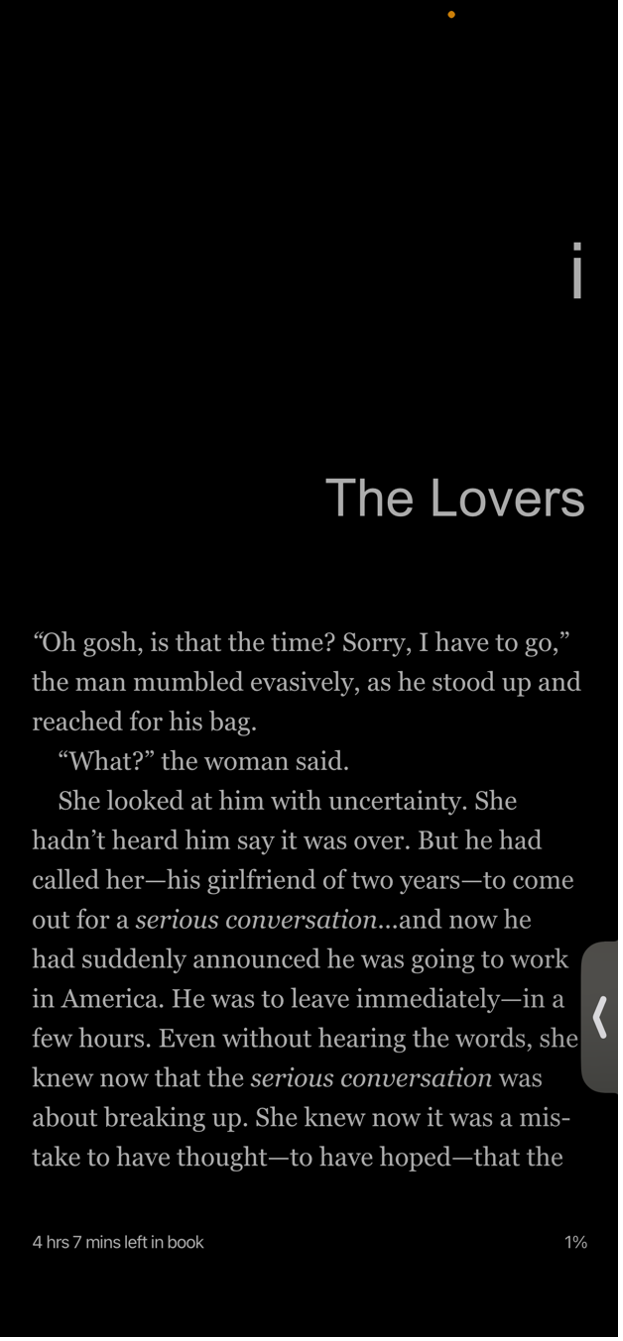 i
The Lovers
“Oh gosh, is that the time? Sorry, I have to go,”
the man mumbled evasively, as he stood up and
reached for his bag.
“What?” the woman said.
She looked at him with uncertainty. She
hadn’t heard him say it was over. But he had
called her—his girlfriend of two years—to come
out for a serious conversation...and now he
had suddenly announced he was going to work
in America. He was to leave immediately—in a
few hours. Even without hearing the words, she
knew now that the serious conversation was
about breaking up. She knew now it was a mis-
take to have thought—to have hoped—that the
4 hrs 7 mins left in book
1%